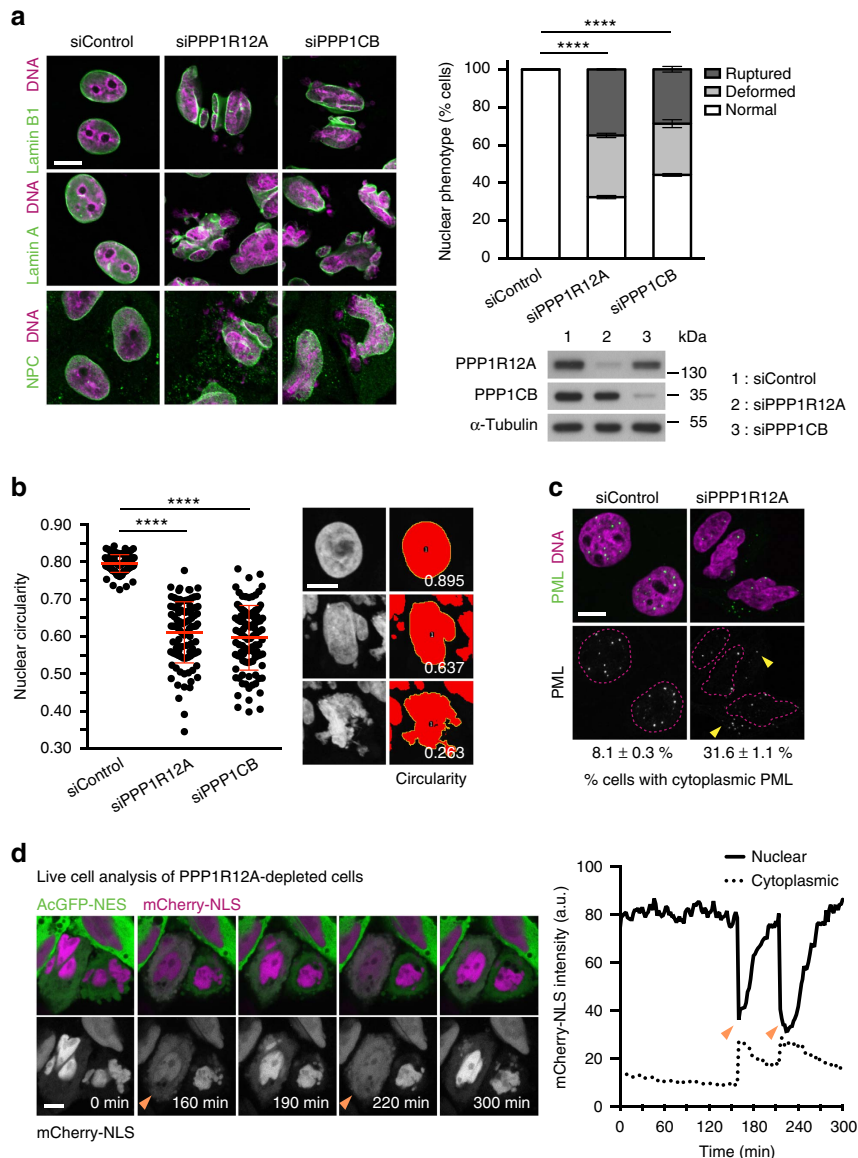 a
siControl siPPP1R12A siPPP1CB
Lamin B1 DNA
Lamin A DNA
NPC DNA
****
****
Nuclear phenotype (% cells)
100
80
60
40
20
0
Ruptured
Deformed
Normal
siControl
siPPP1R12A
siPPP1CB
1 2 3 kDa
PPP1R12A 130
PPP1CB 35
α-Tubulin 55
1 : siControl
2 : siPPP1R12A
3 : siPPP1CB
b
****
****
Nuclear circularity
0.90
0.80
0.70
0.60
0.50
0.40
0.30
siControl
siPPP1R12A
siPPP1CB
0.895
0.637
0.263
Circularity
c
siControl siPPP1R12A
PML DNA
PML
8.1 ± 0.3 % 31.6 ± 1.1 %
% cells with cytoplasmic PML
d
Live cell analysis of PPP1R12A-depleted cells
AcGFP-NES mCherry-NLS
0 min 160 min 190 min 220 min 300 min
mCherry-NLS
Nuclear
Cytoplasmic
mCherry-NLS intensity (a.u.)
100
80
60
40
20
0
0 60 120 180 240 300
Time (min)